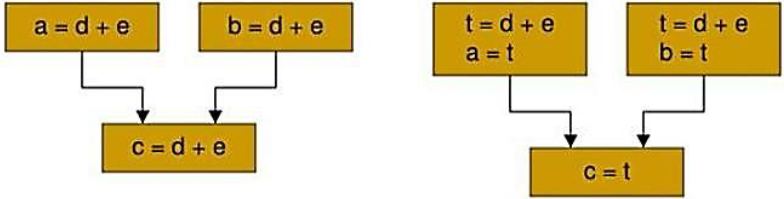 a = d + e
b = d + e
c = d + e
t = d + e
a = t
t = d + e
b = t
c = t